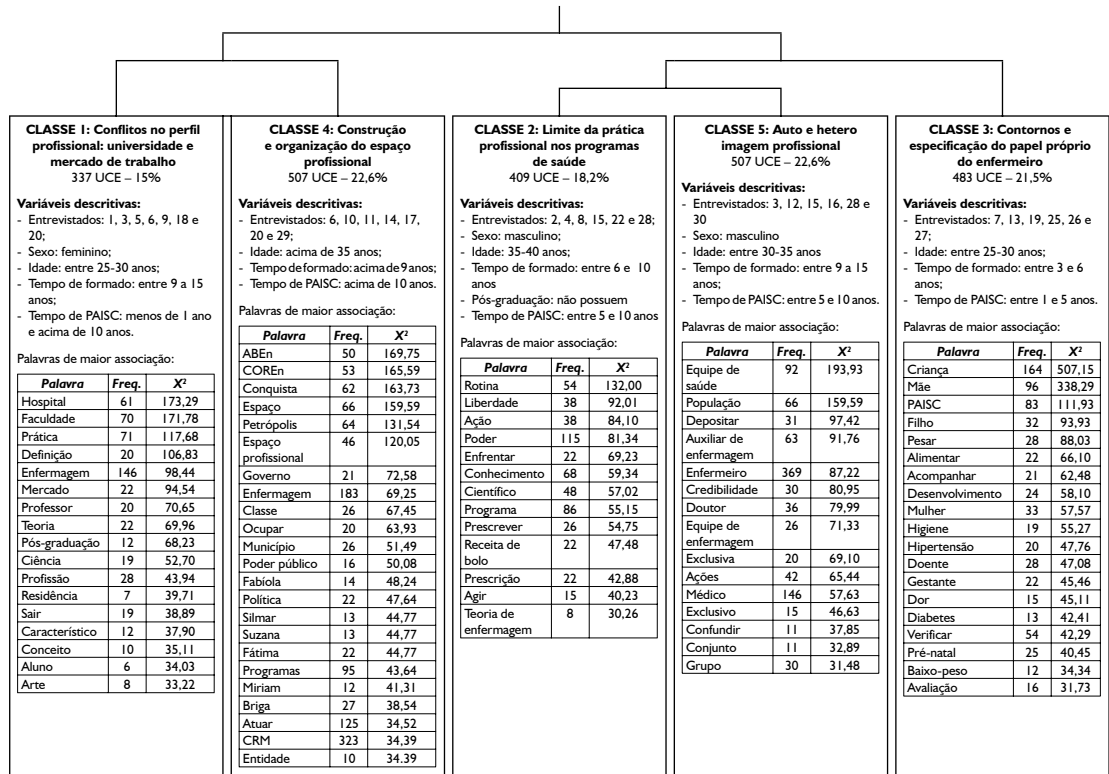 CLASSE 1: Conflitos no perfil
profissional: universidade e
mercado de trabalho
337 UCE – 15%
Variáveis descritivas:
- Entrevistados: 1, 3, 5, 6, 9, 18 e
20;
- Sexo: feminino;
- Idade: entre 25-30 anos;
- Tempo de formado: entre 9 a 15
anos;
- Tempo de PAISC: menos de 1 ano
e acima de 10 anos.
Palavras de maior associação:
Palavra Freq. X²
Hospital 61 173,29
Faculdade 70 171,78
Prática 71 117,68
Definição 20 106,83
Enfermagem 146 98,44
Mercado 22 94,54
Professor 20 70,65
Teoria 22 69,96
Pós-graduação 12 68,23
Ciência 19 52,70
Profissão 28 43,94
Residência 7 39,71
Sair 19 38,89
Característico 12 37,90
Conceito 10 35,11
Aluno 6 34,03
Arte 8 33,22
CLASSE 4: Construção
e organização do espaço
profissional
507 UCE – 22,6%
Variáveis descritivas:
- Entrevistados: 6, 10, 11, 14, 17,
20 e 29;
- Idade: acima de 35 anos;
- Tempo de formado: acima de 9 anos;
- Tempo de PAISC: acima de 10 anos.
Palavras de maior associação:
Palavra Freq. X²
ABEn 50 169,75
COREn 53 165,59
Conquista 62 163,73
Espaço 66 159,59
Petrópolis 64 131,54
Espaço 46 120,05
profissional
Governo 21 72,58
Enfermagem 183 69,25
Classe 26 67,45
Ocupar 20 63,93
Município 26 51,49
Poder público 16 50,08
Fabíola 14 48,24
Política 22 47,64
Silmar 13 44,77
Suzana 13 44,77
Fátima 22 44,77
Programas 95 43,64
Miriam 12 41,31
Briga 27 38,54
Atuar 125 34,52
CRM 323 34,39
Entidade 10 34.39
CLASSE 2: Limite da prática
profissional nos programas
de saúde
409 UCE – 18,2%
Variáveis descritivas:
- Entrevistados: 2, 4, 8, 15, 22 e 28;
- Sexo: masculino;
- Idade: 35-40 anos;
- Tempo de formado: entre 6 e 10
anos
- Pós-graduação: não possuem
- Tempo de PAISC: entre 5 e 10 anos
Palavras de maior associação:
Palavra Freq. X²
Rotina 54 132,00
Liberdade 38 92,01
Ação 38 84,10
Poder 115 81,34
Enfrentar 22 69,23
Conhecimento 68 59,34
Científico 48 57,02
Programa 86 55,15
Prescrever 26 54,75
Receita de 22 47,48
bolo
Prescrição 22 42,88
Agir 15 40,23
Teoria de 8 30,26
enfermagem
CLASSE 5: Auto e hetero
imagem profissional
507 UCE – 22,6%
Variáveis descritivas:
- Entrevistados: 3, 12, 15, 16, 28 e
30
- Sexo: masculino
- Idade: entre 30-35 anos
- Tempo de formado: entre 9 a 15
anos;
- Tempo de PAISC: entre 5 e 10 anos.
Palavras de maior associação:
Palavra Freq. X²
Equipe de 92 193,93
saúde
População 66 159,59
Depositar 31 97,42
Auxiliar de 63 91,76
enfermagem
Enfermeiro 369 87,22
Credibilidade 30 80,95
Doutor 36 79,99
Equipe de 26 71,33
enfermagem
Exclusiva 20 69,10
Ações 42 65,44
Médico 146 57,63
Exclusivo 15 46,63
Confundir 11 37,85
Conjunto 11 32,89
Grupo 30 31,48
CLASSE 3: Contornos e
especificação do papel próprio
do enfermeiro
483 UCE – 21,5%
Variáveis descritivas:
- Entrevistados: 7, 13, 19, 25, 26 e
27;
- Idade: entre 25-30 anos;
- Tempo de formado: entre 3 e 6
anos;
- Tempo de PAISC: entre 1 e 5 anos.
Palavras de maior associação:
Palavra Freq. X²
Criança 164 507,15
Mãe 96 338,29
PAISC 83 111,93
Filho 32 93,93
Pesar 28 88,03
Alimentar 22 66,10
Acompanhar 21 62,48
Desenvolvimento 24 58,10
Mulher 33 57,57
Higiene 19 55,27
Hipertensão 20 47,76
Doente 28 47,08
Gestante 22 45,46
Dor 15 45,11
Diabetes 13 42,41
Verificar 54 42,29
Pré-natal 25 40,45
Baixo-peso 12 34,34
Avaliação 16 31,73